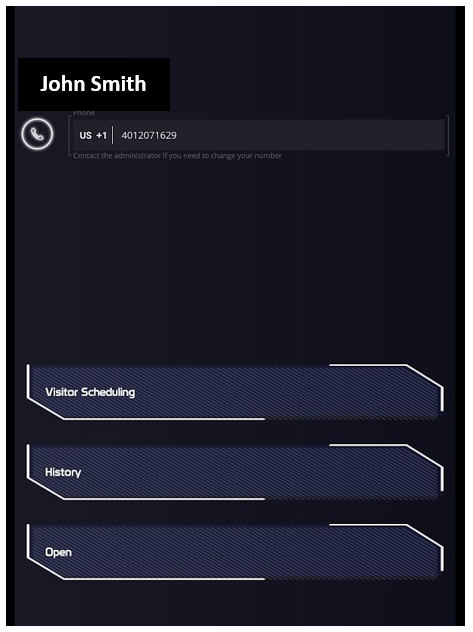 John Smith
Phone
US +1 4012071629
Contact the administrator if you need to change your number
Visitor Scheduling
History
Open